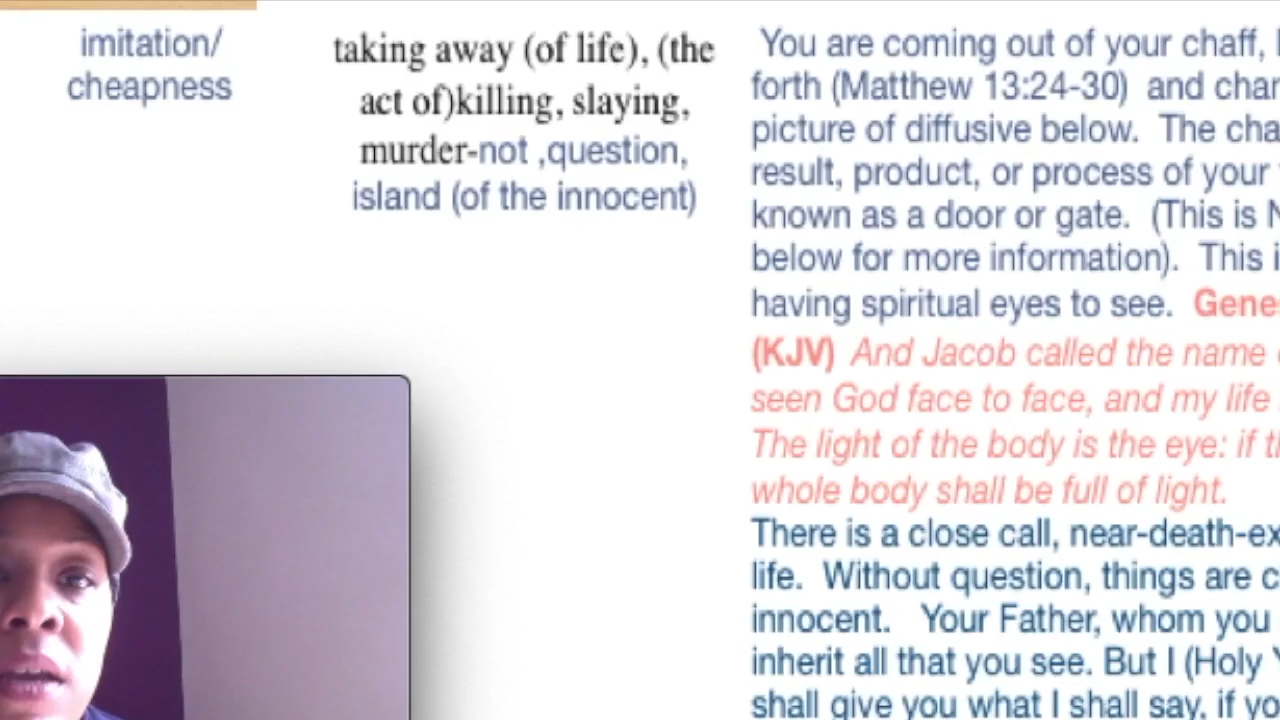 imitation/
cheapness
taking away (of life), (the
act of)killing, slaying,
murder-not ,question,
island (of the innocent)
You are coming out of your chaff,
forth (Matthew 13:24-30) and
picture of diffusive below. The
result, product, or process of your
known as a door or gate. (This is
below for more information). This
having spiritual eyes to see.
(KJV) And Jacob called the name
seen God face to face, and my life
The light of the body is the eye: if
whole body shall be full of light.
There is a close call,
life. Without question, things are
innocent. Your Father, whom you
inherit all that you see. But I (Holy
shall give you what I shall say, if